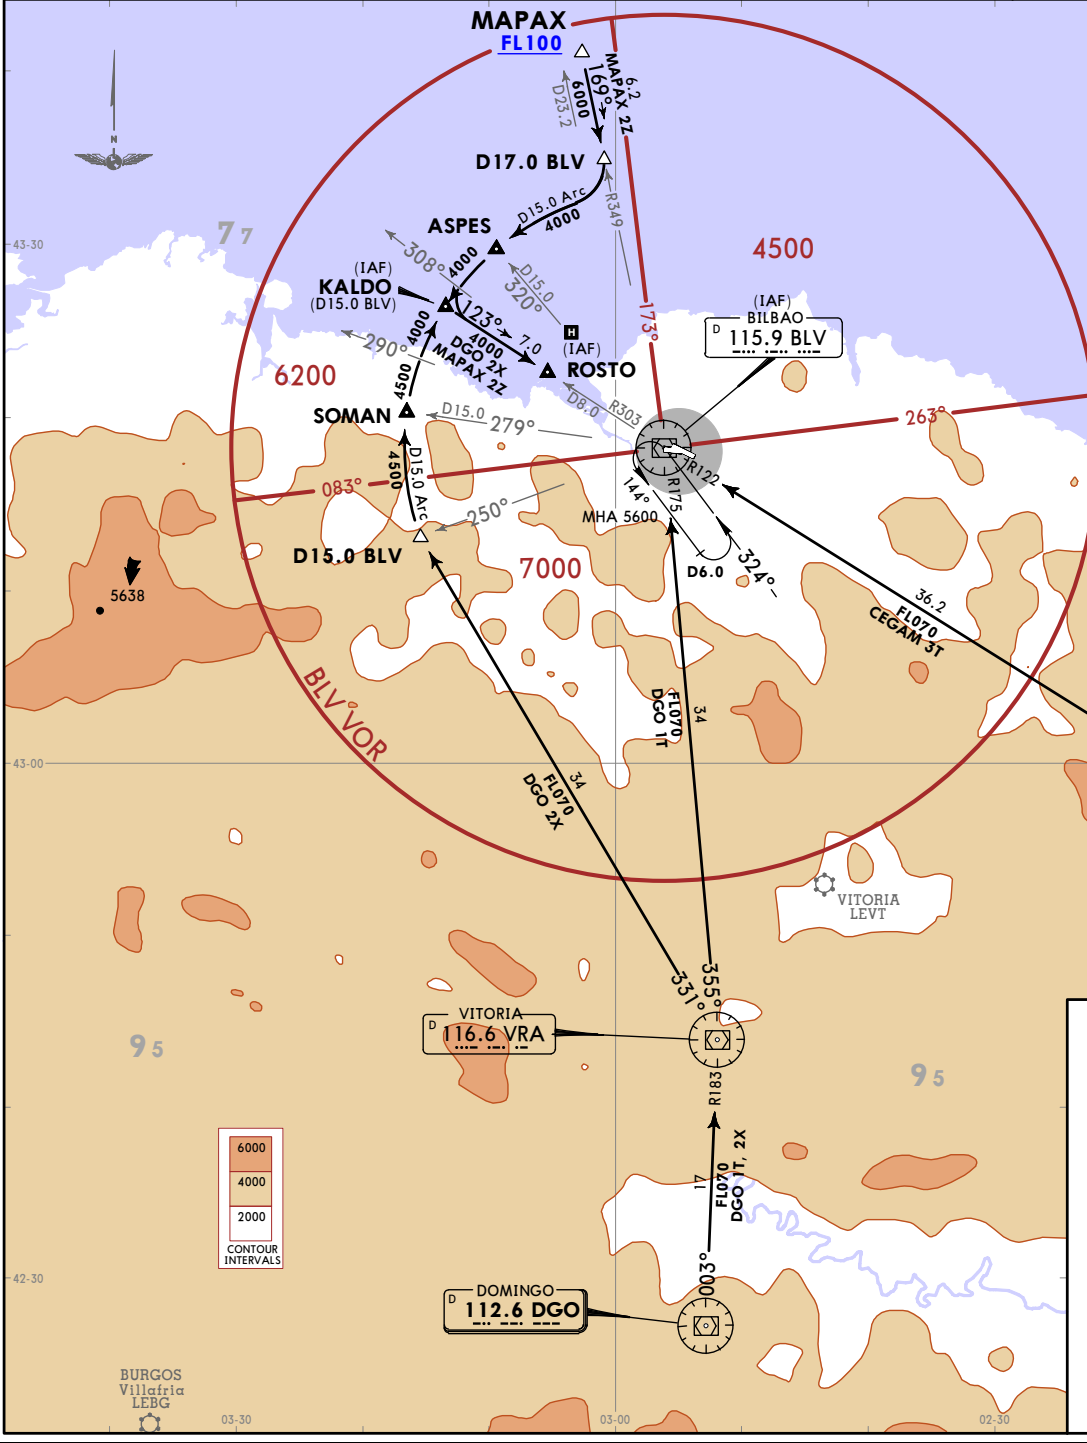 MAPAX
FL100
6.2
MAPAX 2Z
169°
6000
D23.2
D17.0 BLV
R349
D15.0 Arc
4000
7 7
43-30
ASPES
4500
308°
4000
D15.0
320°
(IAF)
KALDO
(D15.0 BLV)
4000
123°
4000
7.0
DGO 2X
MAPAX 2Z
H
(IAF)
ROSTO
173°
(IAF)
BILBAO
D 115.9 BLV
290°
6200
4500
SOMAN
D15.0
279°
D8.0
R303
263°
083°
4500
D15.0 Arc
250°
R122
R175
144°
MHA 5600
D15.0 BLV
7000
D6.0
324°
5638
36.2
FL070
CEGAM 3T
BLV VOR
34
FL070
DGO 1T
43-00
34
FL070
DGO 2X
VITORIA
LEVT
331°
355°
VITORIA
D 116.6 VRA
9 5
9 5
R183
17
FL070
DGO 1T, 2X
6000
4000
2000
CONTOUR
INTERVALS
42-30
003°
DOMINGO
D 112.6 DGO
BURGOS
Villafria
LEBG
03-30
03-00
02-30
N